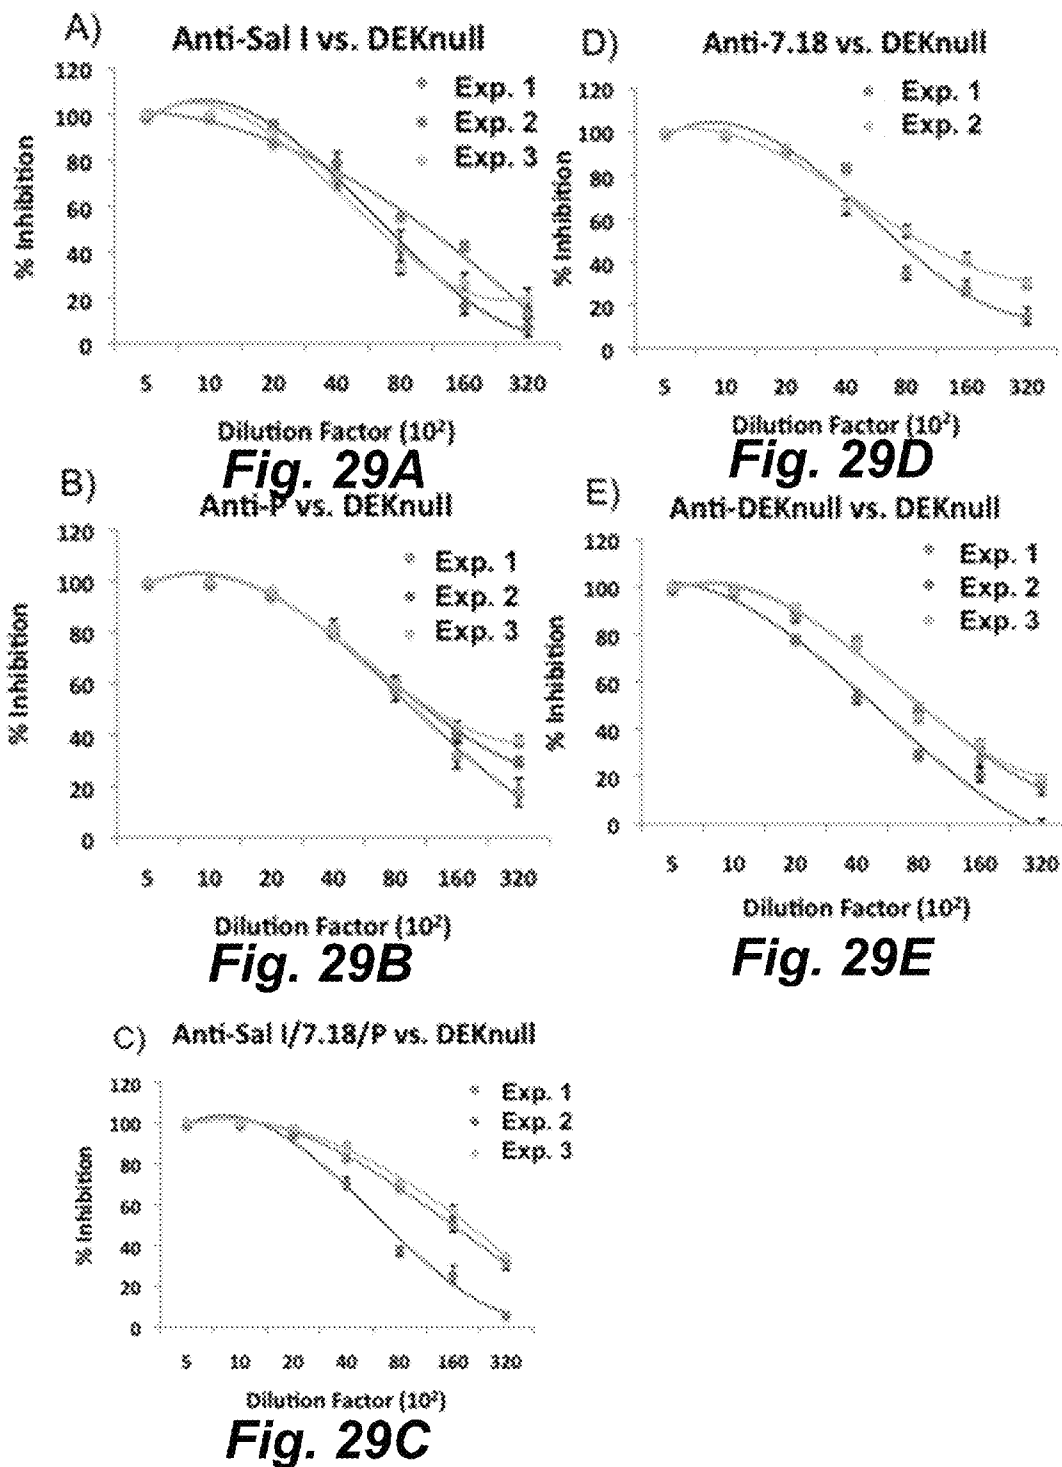 A)
Anti-Sal I vs. DEKnull
120
100
80
60
40
20
0
% Inhibition
Exp. 1
Exp. 2
Exp. 3
5 10 20 40 80 160 320
Dilution Factor (10²)
Fig. 29A
B)
Anti-P vs. DEKnull
120
100
80
60
40
20
0
% Inhibition
Exp. 1
Exp. 2
Exp. 3
5 10 20 40 80 160 320
Dilution Factor (10²)
Fig. 29B
C)
Anti-Sal I/7.18/P vs. DEKnull
120
100
80
60
40
20
0
% Inhibition
Exp. 1
Exp. 2
Exp. 3
5 10 20 40 80 160 320
Dilution Factor (10²)
Fig. 29C
D)
Anti-7.18 vs. DEKnull
120
100
80
60
40
20
0
% Inhibition
Exp. 1
Exp. 2
5 10 20 40 80 160 320
Dilution Factor (10²)
Fig. 29D
E)
Anti-DEKnull vs. DEKnull
120
100
80
60
40
20
0
% Inhibition
Exp. 1
Exp. 2
Exp. 3
5 10 20 40 80 160 320
Dilution Factor (10²)
Fig. 29E